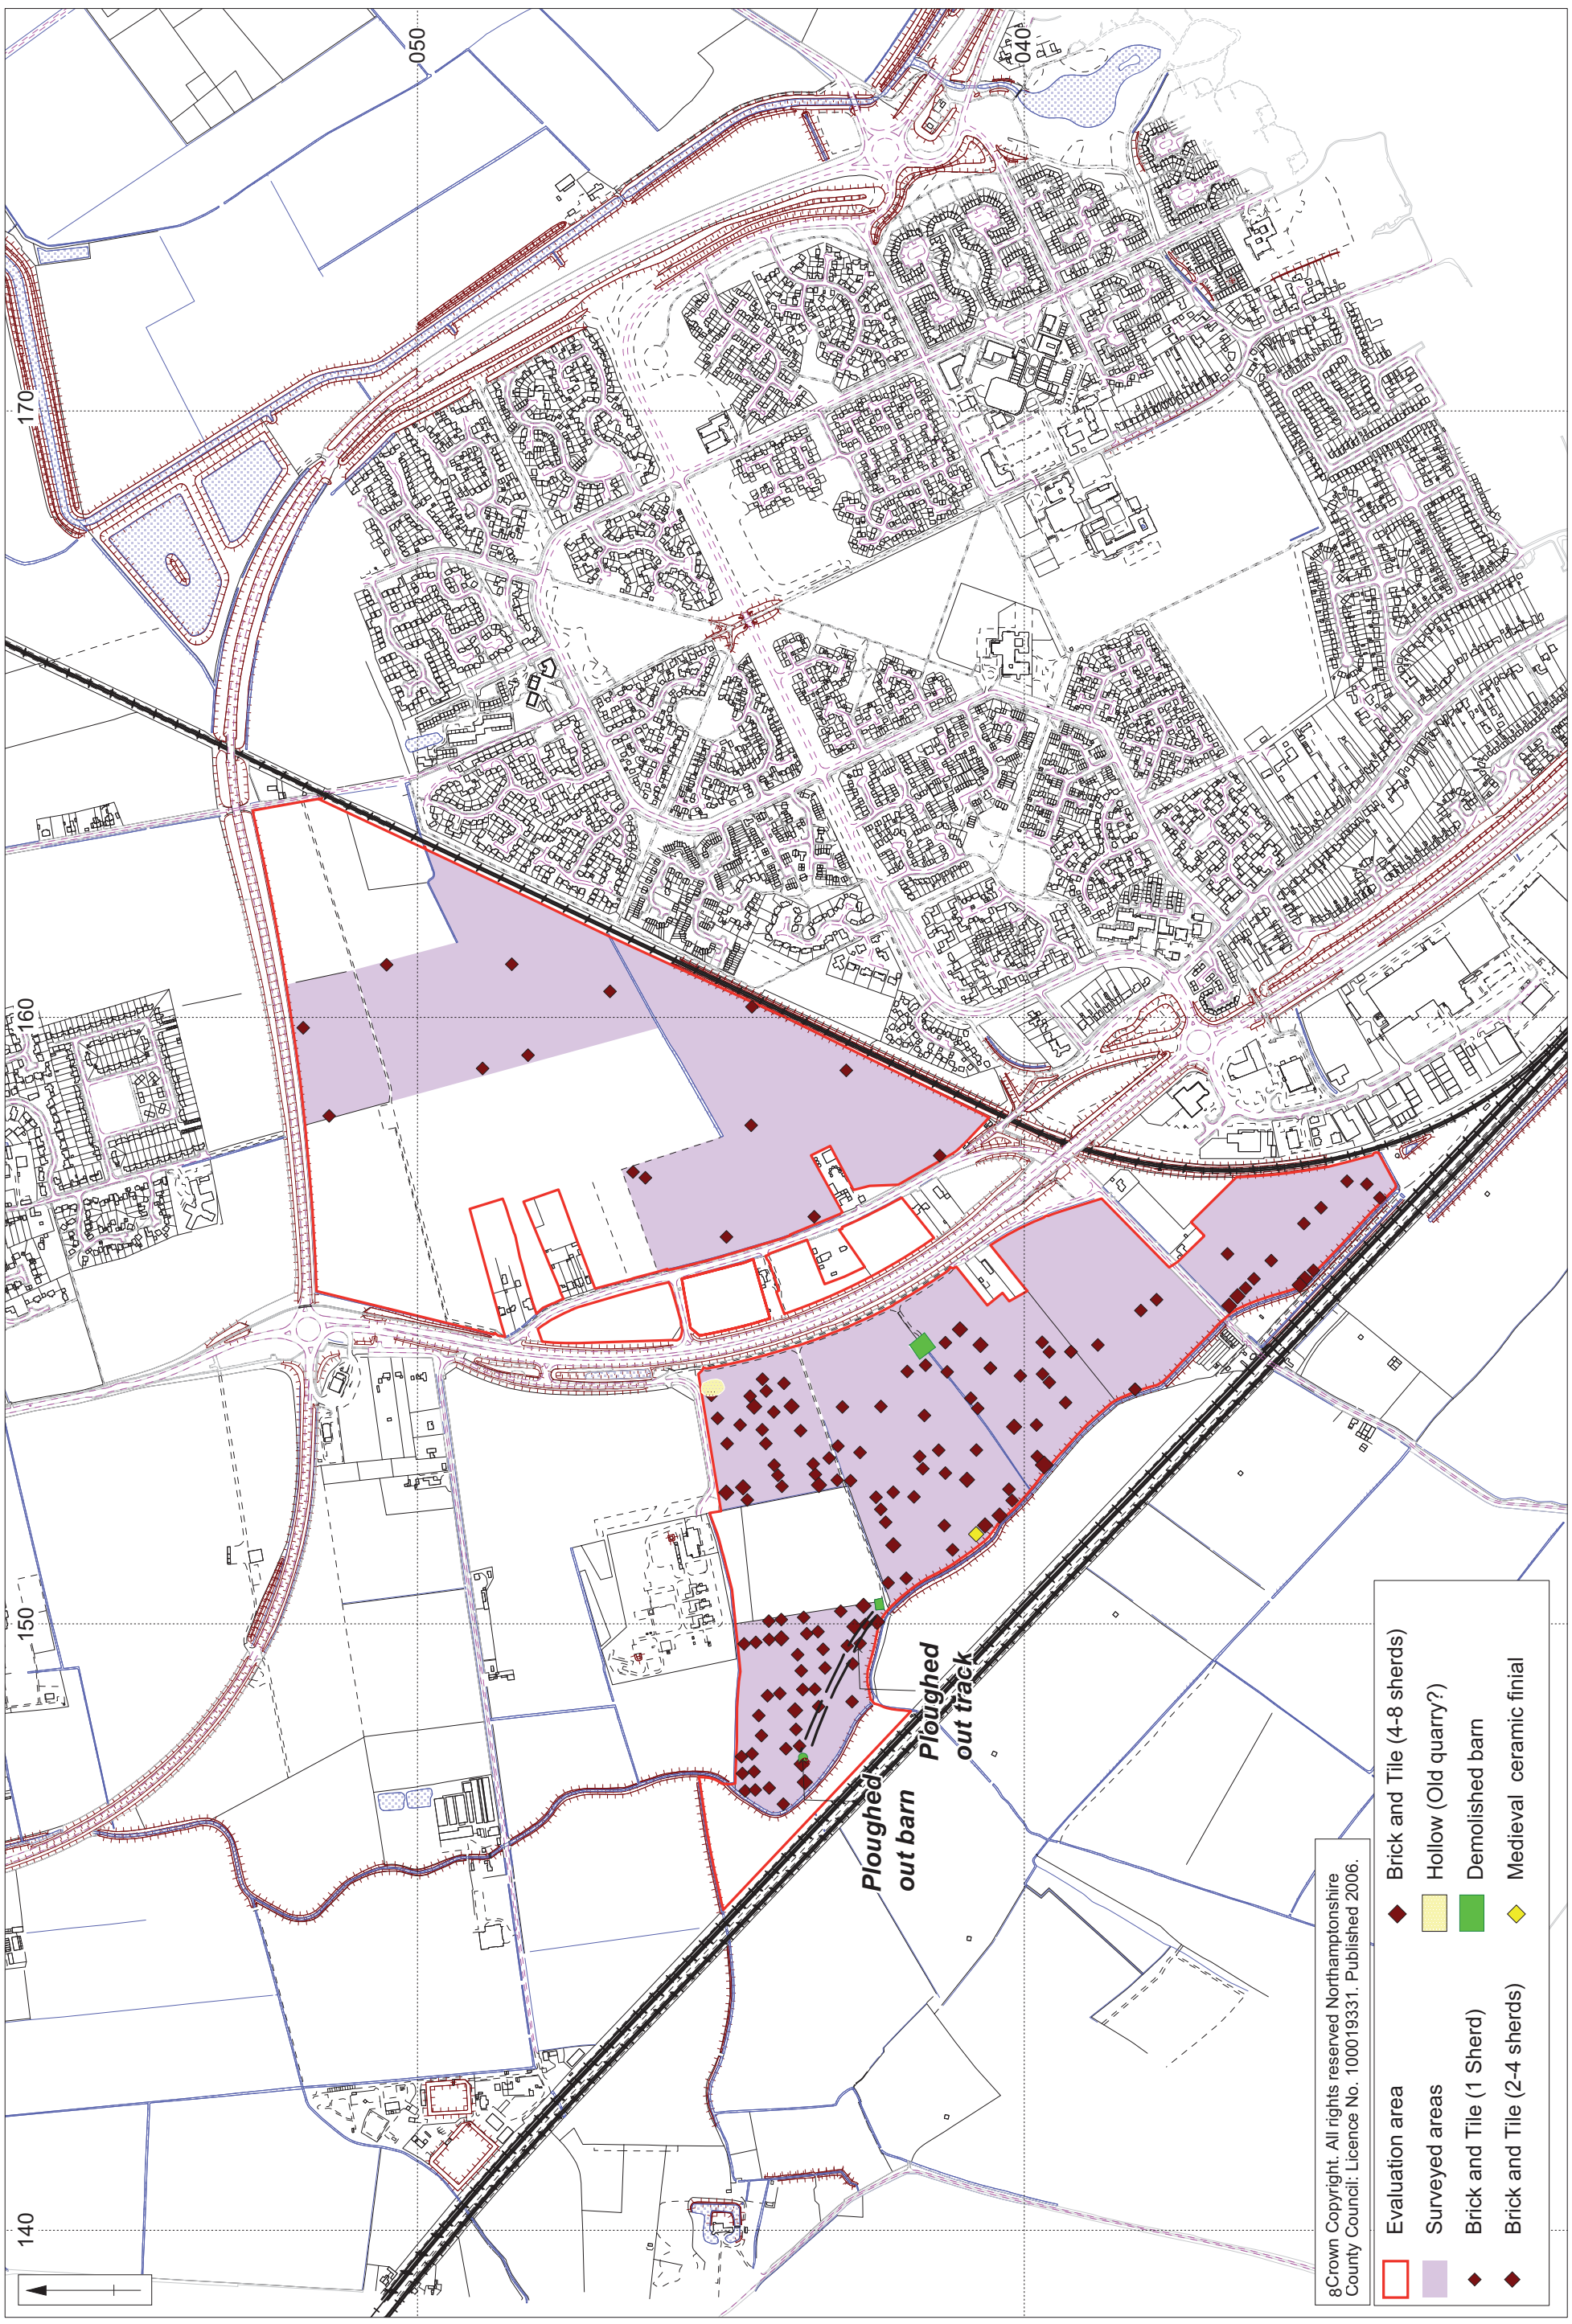 140
150
160
170
050
040
Ploughed
out barn
Ploughed
out track
8Crown Copyright. All rights reserved Northamptonshire
County Council: Licence No. 100019331. Published 2006.
Evaluation area
Surveyed areas
Brick and Tile (1 Sherd)
Brick and Tile (2-4 sherds)
Brick and Tile (4-8 sherds)
Hollow (Old quarry?)
Demolished barn
Medieval ceramic finial